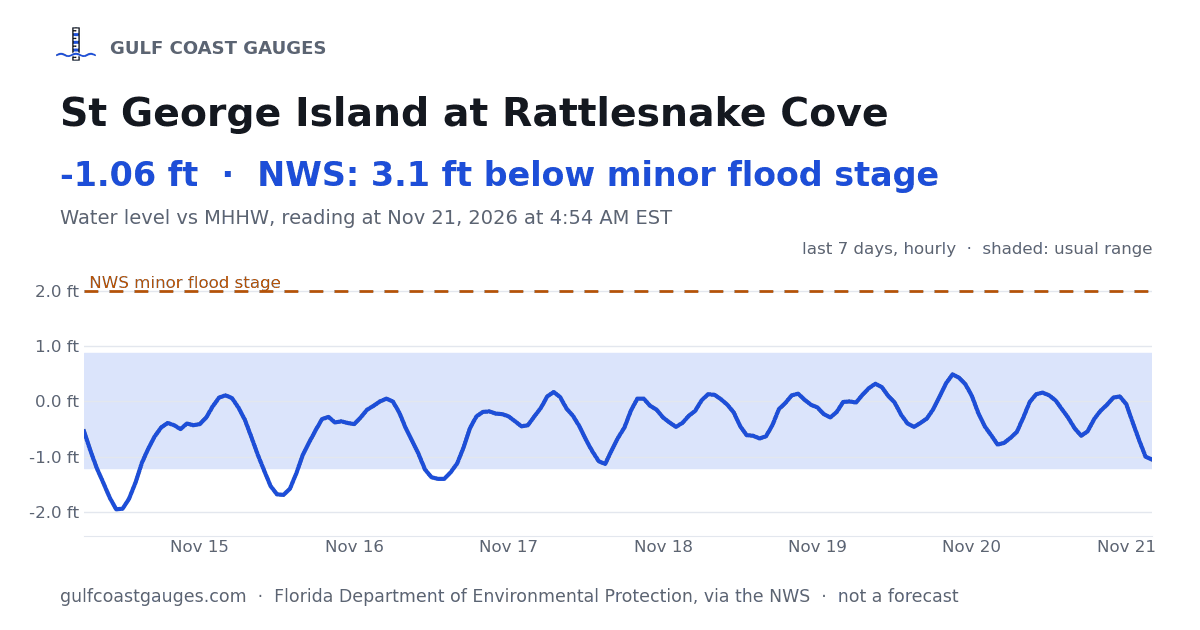 GULF COAST GAUGES
St George Island at Rattlesnake Cove
-1.06 ft · NWS: 3.1 ft below minor flood stage
Water level vs MHHW, reading at Nov 21, 2026 at 4:54 AM EST
last 7 days, hourly · shaded: usual range
NWS minor flood stage
2.0 ft
1.0 ft
0.0 ft
-1.0 ft
-2.0 ft
Nov 15 Nov 16 Nov 17 Nov 18 Nov 19 Nov 20 Nov 21
gulfcoastgauges.com · Florida Department of Environmental Protection, via the NWS · not a forecast